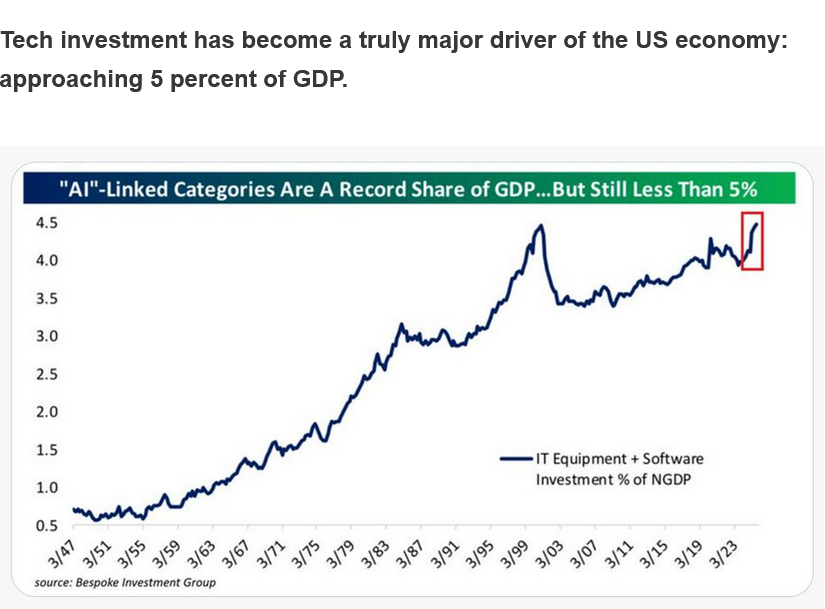 Tech investment has become a truly major driver of the US economy:
approaching 5 percent of GDP.
"AI"-Linked Categories Are A Record Share of GDP...But Still Less Than 5%
4.5
4.0
3.5
3.0
2.5
2.0
1.5
1.0
0.5
IT Equipment + Software
Investment % of NGDP
3/47 3/51 3/55 3/59 3/63 3/67 3/71 3/75 3/79 3/83 3/87 3/91 3/95 3/99 3/03 3/07 3/11 3/15 3/19 3/23
source: Bespoke Investment Group